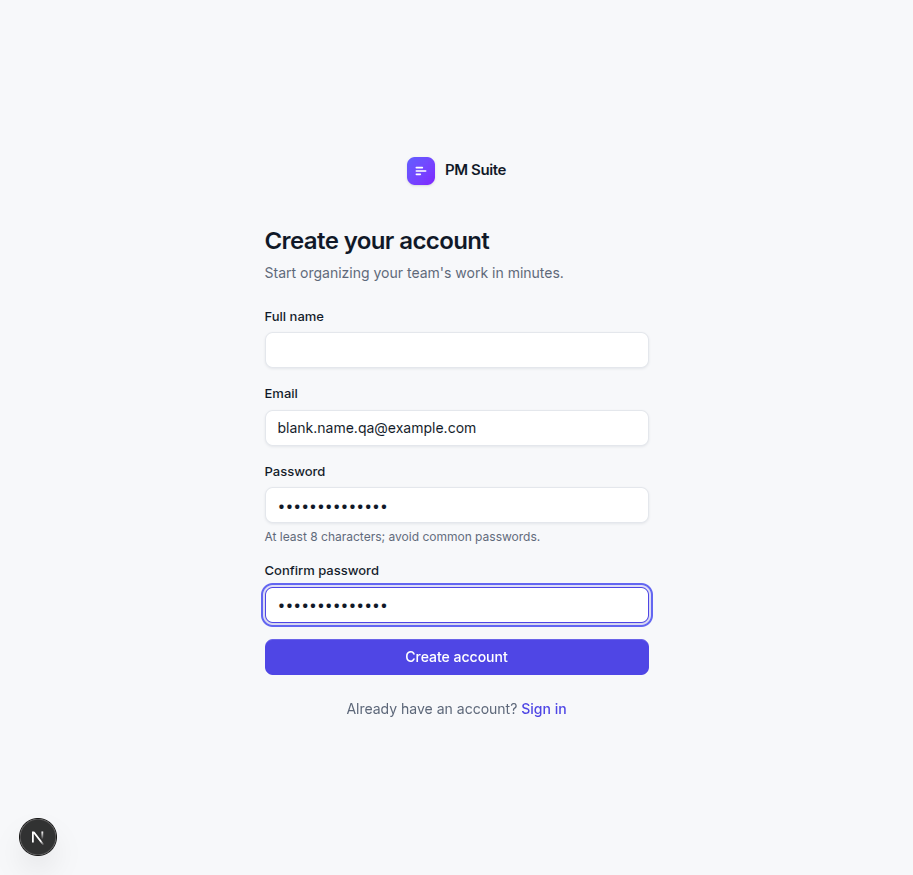 PM Suite
Create your account
Start organizing your team's work in minutes.
Full name
Email
blank.name.qa@example.com
Password
••••••••••••••
At least 8 characters; avoid common passwords.
Confirm password
••••••••••••••
Create account
Already have an account? Sign in
N